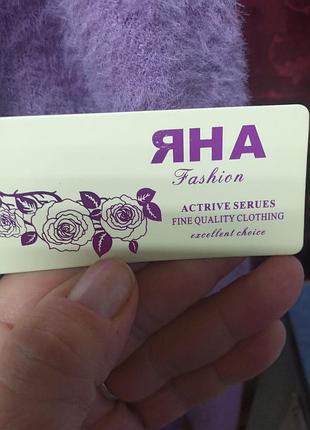 ЯНА
Fashion
ACTRIVE SERUES
FINE QUALITY CLOTHING
excellent choice